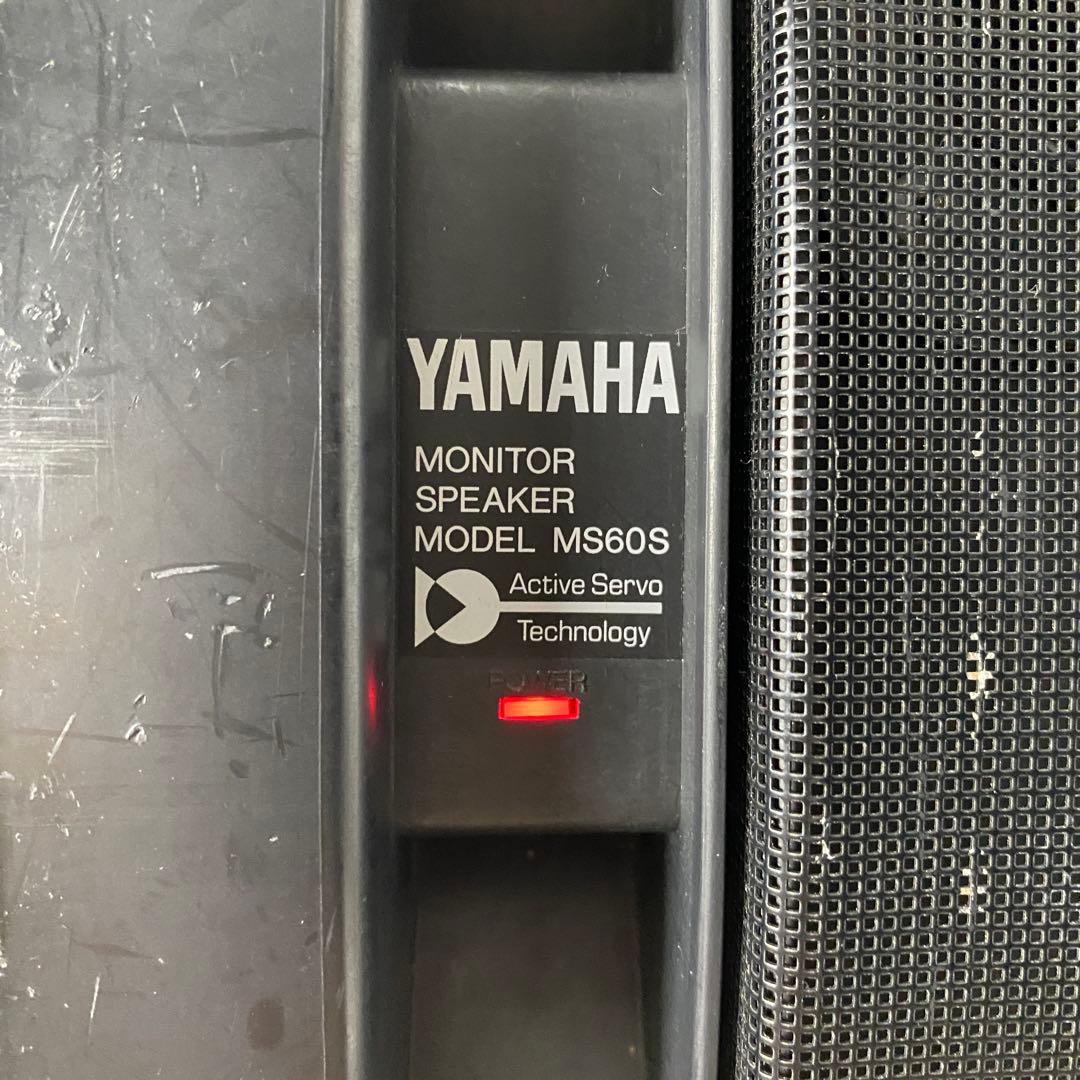 YAMAHA
MONITOR
SPEAKER
MODEL MS60S
Active Servo
Technology
POWER